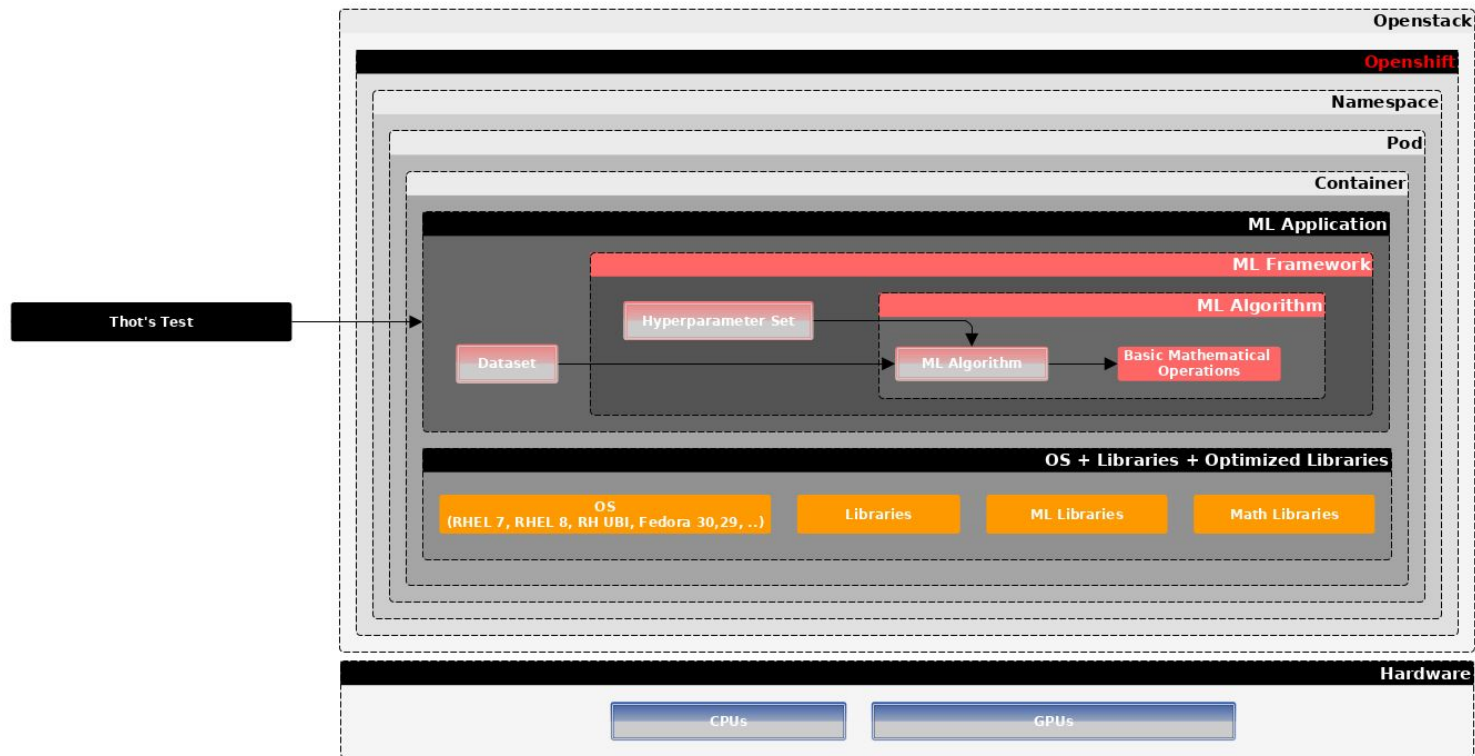 Openstack
Openshift
Namespace
Pod
Container
ML Application
ML Framework
ML Algorithm
Thot's Test
Hyperparameter Set
Dataset
ML Algorithm
Basic Mathematical
Operations
OS + Libraries + Optimized Libraries
OS
(RHEL 7, RHEL 8, RH UBI, Fedora 30,29, ..)
Libraries
ML Libraries
Math Libraries
Hardware
CPUs
GPUs